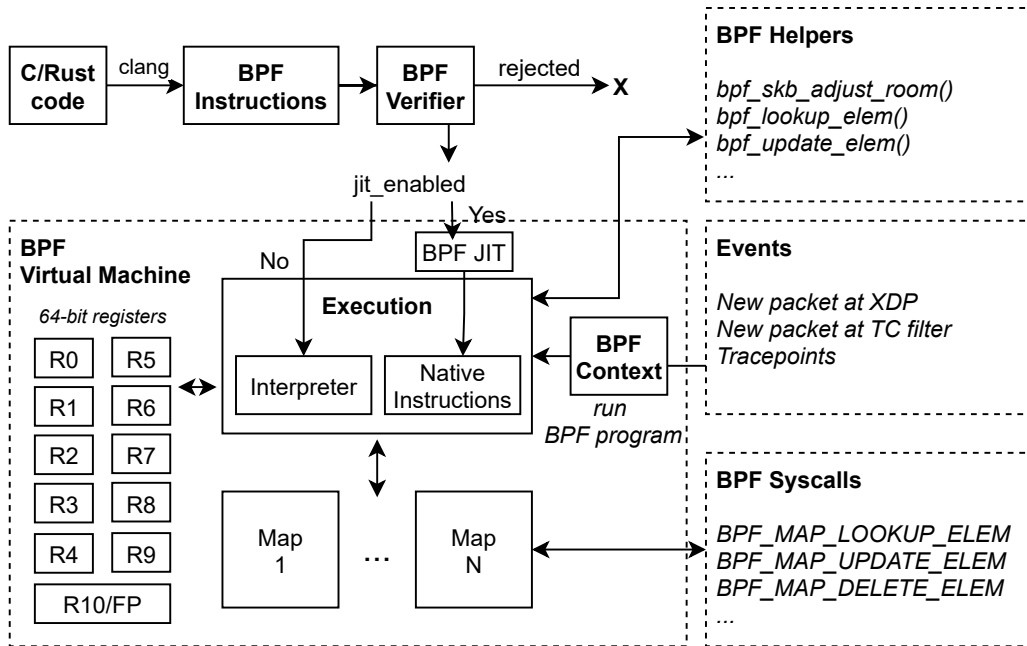 C/Rust
code
clang
BPF
Instructions
BPF
Verifier
rejected
X
jit_enabled
Yes
No
BPF JIT
BPF
Virtual Machine
64-bit registers
R0
R5
R1
R6
R2
R7
R3
R8
R4
R9
R10/FP
Execution
Interpreter
Native
Instructions
BPF
Context
run
BPF program
Map
1
...
Map
N
BPF Helpers
bpf_skb_adjust_room()
bpf_lookup_elem()
bpf_update_elem()
...
Events
New packet at XDP
New packet at TC filter
Tracepoints
BPF Syscalls
BPF_MAP_LOOKUP_ELEM
BPF_MAP_UPDATE_ELEM
BPF_MAP_DELETE_ELEM
...